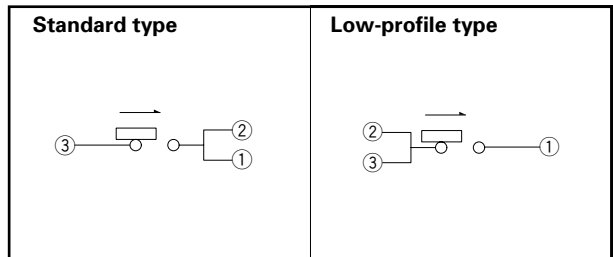 Standard type
Low-profile type
③ ② ①
② ③ ①